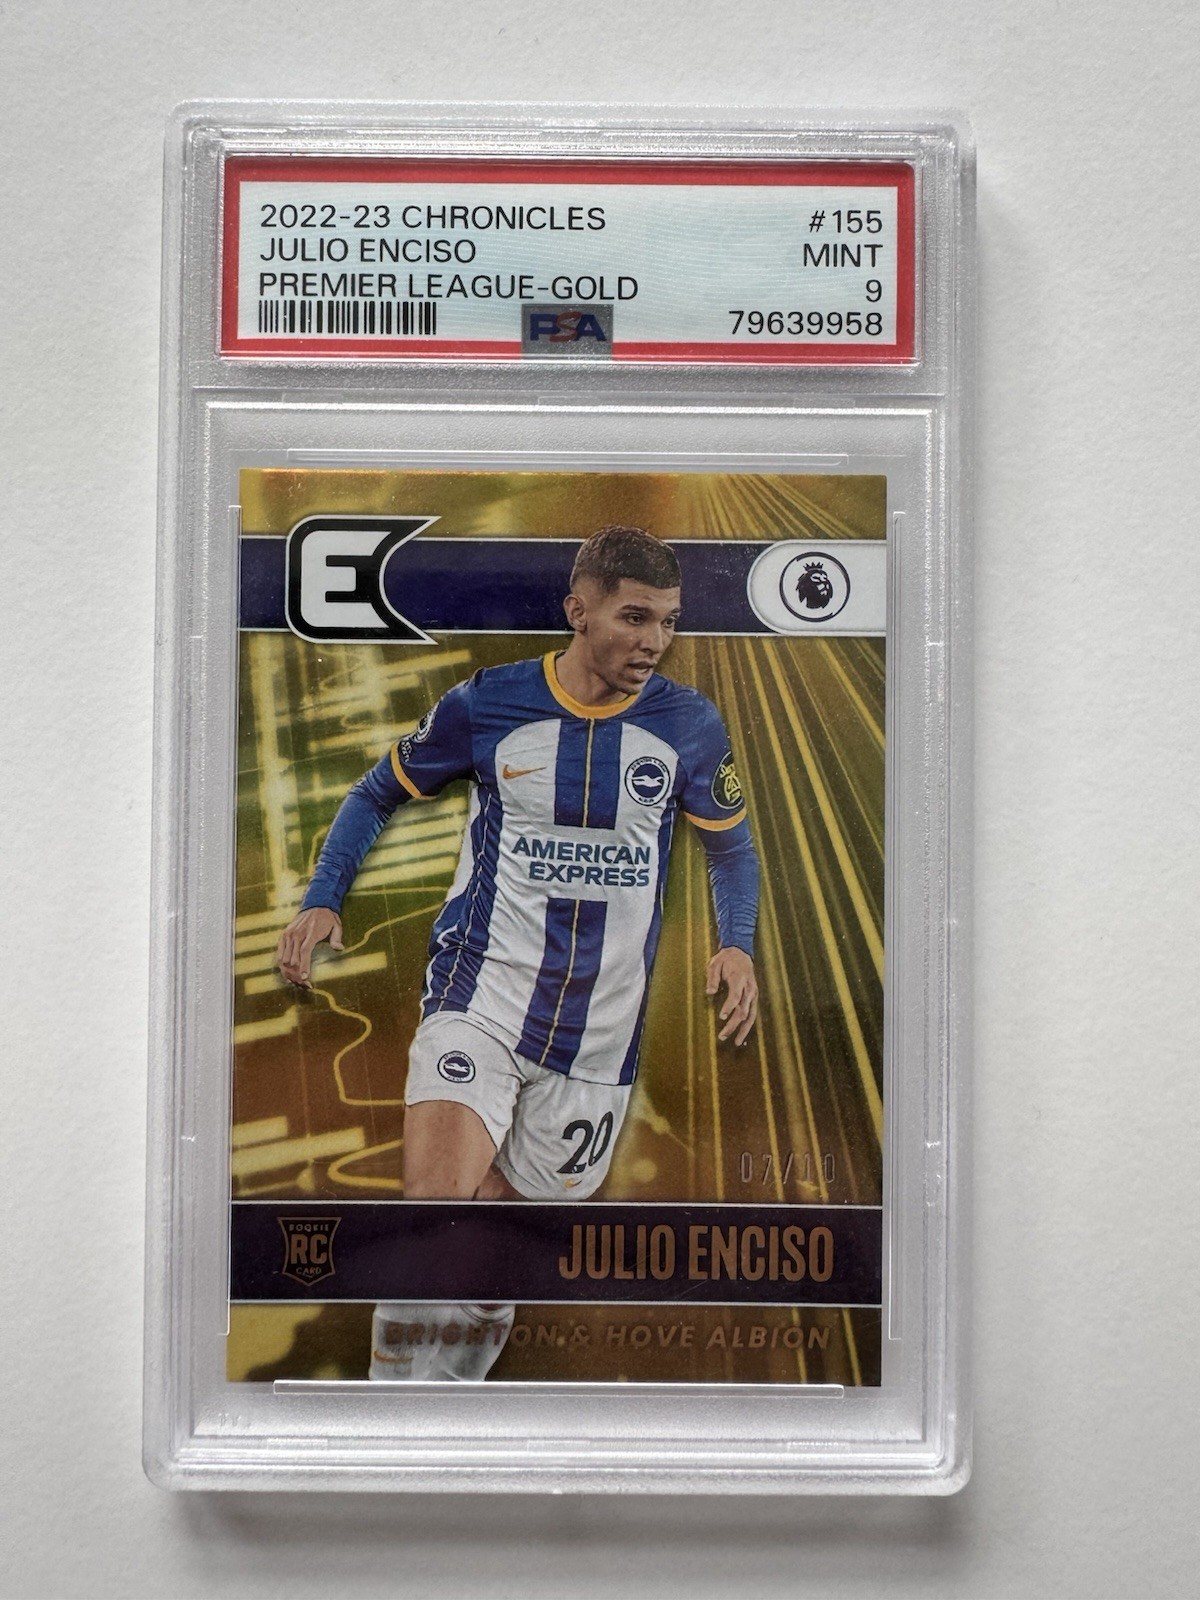 2022-23 CHRONICLES #155
JULIO ENCISO MINT
PREMIER LEAGUE-GOLD 9
PSA 79639958
E
AMERICAN
EXPRESS
20
07/10
ROOKIE
RC
CARD
JULIO ENCISO
BRIGHTON & HOVE ALBION